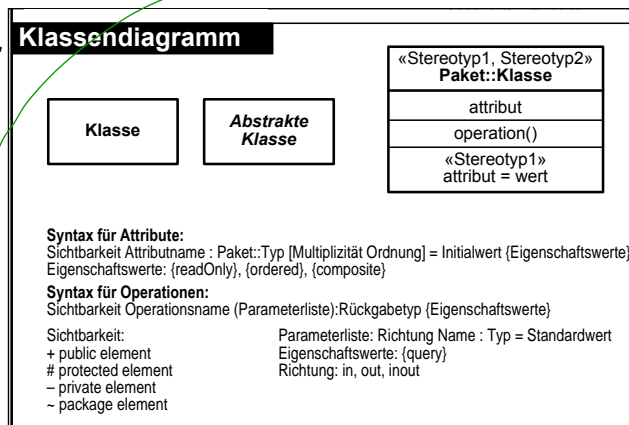 Klassendiagramm
«Stereotyp1, Stereotyp2»
Paket::Klasse
attribut
operation()
«Stereotyp1»
attribut = wert
Klasse
Abstrakte
Klasse
Syntax für Attribute:
Sichtbarkeit Attributname : Paket::Typ [Multiplizität Ordnung] = Initialwert {Eigenschaftswerte}
Eigenschaftswerte: {readOnly}, {ordered}, {composite}
Syntax für Operationen:
Sichtbarkeit Operationsname (Parameterliste):Rückgabetyp {Eigenschaftswerte}
Sichtbarkeit:
+ public element
# protected element
– private element
~ package element
Parameterliste: Richtung Name : Typ = Standardwert
Eigenschaftswerte: {query}
Richtung: in, out, inout